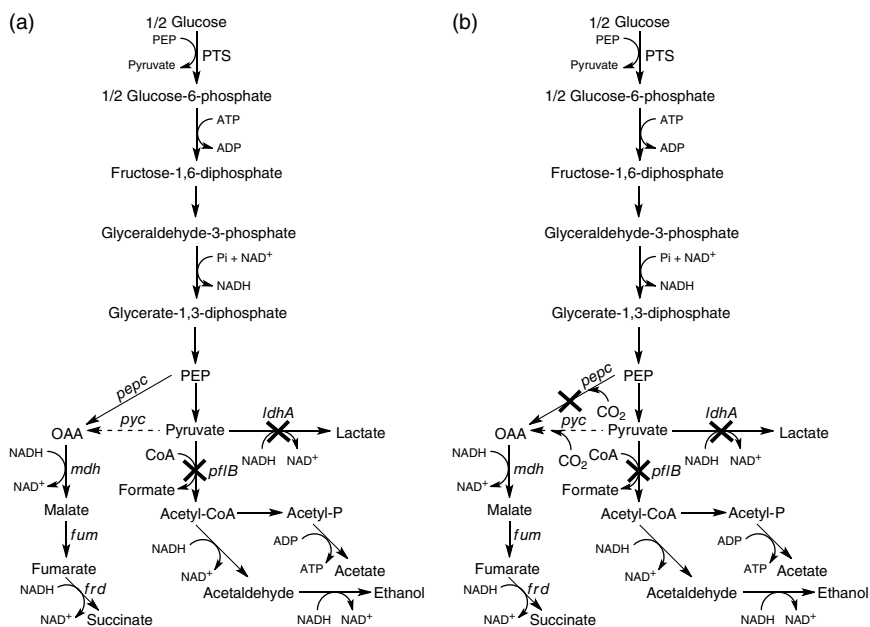 (a)
1/2 Glucose
PEP
PTS
Pyruvate
1/2 Glucose-6-phosphate
ATP
ADP
Fructose-1,6-diphosphate
Glyceraldehyde-3-phosphate
Pi + NAD⁺
NADH
Glycerate-1,3-diphosphate
PEP
pepc
OAA
pyc
Pyruvate
ldhA
Lactate
NADH
NAD⁺
NADH
mdh
NAD⁺
CoA
pflB
Formate
Malate
Acetyl-CoA
Acetyl-P
fum
NADH
NAD⁺
ADP
ATP
Acetate
Fumarate
NADH
frd
NAD⁺
Succinate
Acetaldehyde
Ethanol
NADH
NAD⁺
(b)
1/2 Glucose
PEP
PTS
Pyruvate
1/2 Glucose-6-phosphate
ATP
ADP
Fructose-1,6-diphosphate
Glyceraldehyde-3-phosphate
Pi + NAD⁺
NADH
Glycerate-1,3-diphosphate
PEP
pepc
CO₂
OAA
pyc
Pyruvate
ldhA
Lactate
NADH
NAD⁺
NADH
mdh
NAD⁺
CO₂
CoA
pflB
Formate
Malate
Acetyl-CoA
Acetyl-P
fum
NADH
NAD⁺
ADP
ATP
Acetate
Fumarate
NADH
frd
NAD⁺
Succinate
Acetaldehyde
Ethanol
NADH
NAD⁺